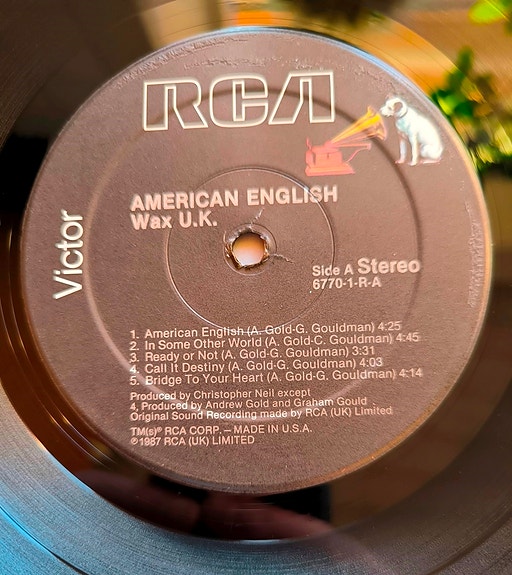 RCA
Victor
AMERICAN ENGLISH
Wax U.K.
Side A Stereo
6770-1-R-A
1. American English (A. Gold-G. Gouldman) 4:25
2. In Some Other World (A. Gold-C. Gouldman) 4:45
3. Ready or Not (A. Gold-G. Gouldman) 3:31
4. Call It Destiny (A. Gold-G. Gouldman) 4:03
5. Bridge To Your Heart (A. Gold-G. Gouldman) 4:14
Produced by Christopher Neil except
4, Produced by Andrew Gold and Graham Gould
Original Sound Recording made by RCA (UK) Limited
TM(s)® RCA CORP. – MADE IN U.S.A.
℗1987 RCA (UK) LIMITED